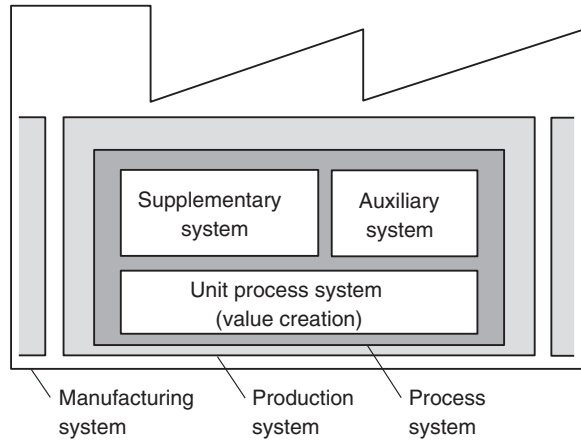 Supplementary
system
Auxiliary
system
Unit process system
(value creation)
Manufacturing
system
Production
system
Process
system